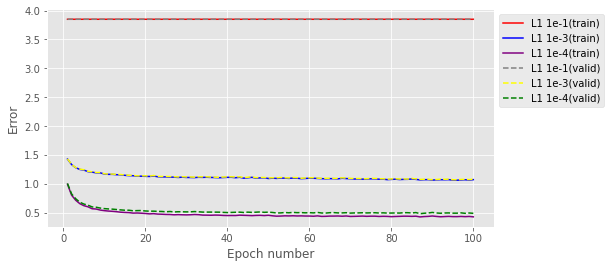 4.0
3.5
3.0
2.5
2.0
1.5
1.0
0.5
Error
0 20 40 60 80 100
Epoch number
L1 1e-1(train)
L1 1e-3(train)
L1 1e-4(train)
L1 1e-1(valid)
L1 1e-3(valid)
L1 1e-4(valid)